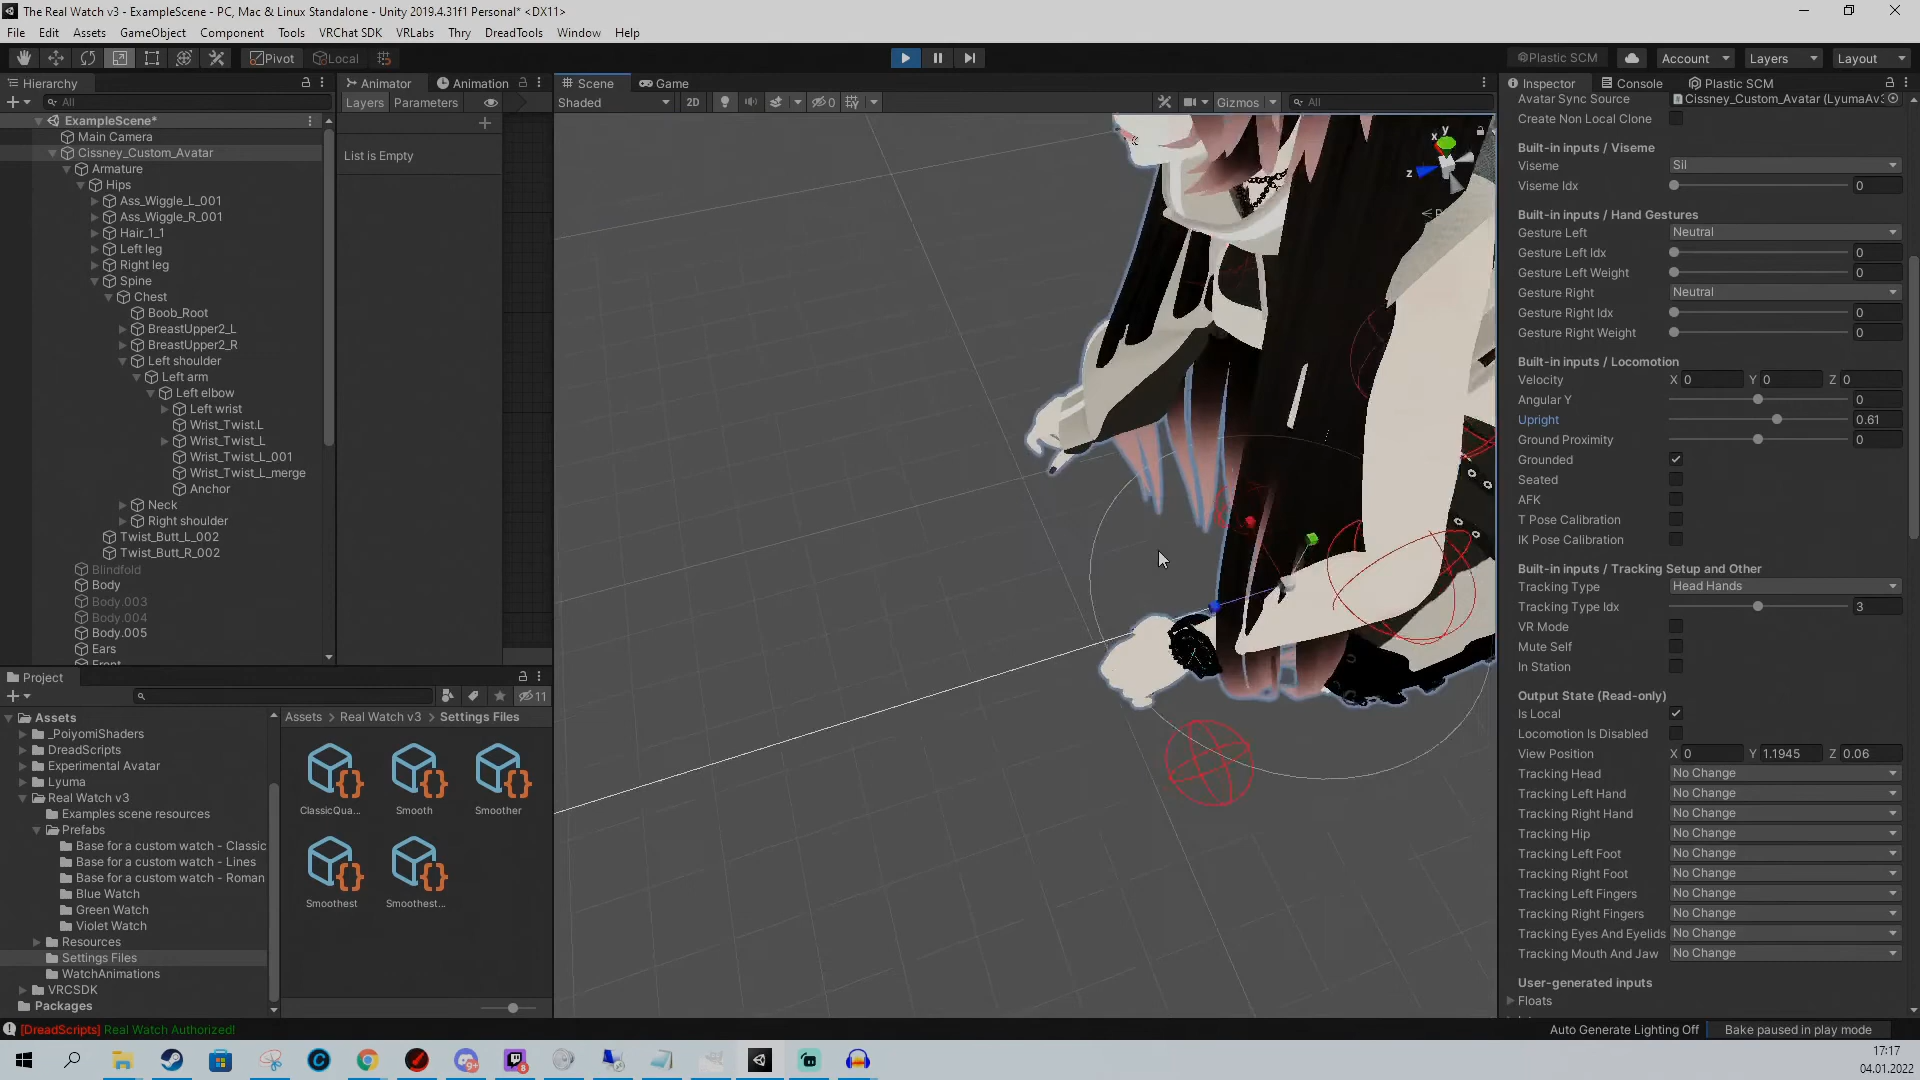 The Real Watch v3 - ExampleScene - PC, Mac & Linux Standalone - Unity 2019.4.31f1 Personal* <DX11>
File Edit Assets GameObject Component Tools VRChat SDK VRLabs Thry DreadTools Window Help
Pivot Local
Plastic SCM Account Layers Layout
Hierarchy
All
ExampleScene*
Main Camera
Cissney_Custom_Avatar
Armature
Hips
Ass_Wiggle_L_001
Ass_Wiggle_R_001
Hair_1_1
Left leg
Right leg
Spine
Chest
Boob_Root
BreastUpper2_L
BreastUpper2_R
Left shoulder
Left arm
Left elbow
Left wrist
Wrist_Twist.L
Wrist_Twist_L
Wrist_Twist_L_001
Wrist_Twist_L_merge
Anchor
Neck
Right shoulder
Twist_Butt_L_002
Twist_Butt_R_002
Blindfold
Body
Body.003
Body.004
Body.005
Ears
Animator Animation
Layers Parameters
List is Empty
Scene Game
Shaded 2D 0 Gizmos All
y
x
z
Inspector Console Plastic SCM
Avatar Sync Source Cissney_Custom_Avatar (LyumaAv3
Create Non Local Clone
Built-in inputs / Viseme
Viseme Sil
Viseme Idx 0
Built-in inputs / Hand Gestures
Gesture Left Neutral
Gesture Left Idx 0
Gesture Left Weight 0
Gesture Right Neutral
Gesture Right Idx 0
Gesture Right Weight 0
Built-in inputs / Locomotion
Velocity X 0 Y 0 Z 0
Angular Y 0
Upright 0.61
Ground Proximity 0
Grounded
Seated
AFK
T Pose Calibration
IK Pose Calibration
Built-in inputs / Tracking Setup and Other
Tracking Type Head Hands
Tracking Type Idx 3
VR Mode
Mute Self
In Station
Output State (Read-only)
Is Local
Locomotion Is Disabled
View Position X 0 Y 1.1945 Z 0.06
Tracking Head No Change
Tracking Left Hand No Change
Tracking Right Hand No Change
Tracking Hip No Change
Tracking Left Foot No Change
Tracking Right Foot No Change
Tracking Left Fingers No Change
Tracking Right Fingers No Change
Tracking Eyes And Eyelids No Change
Tracking Mouth And Jaw No Change
User-generated inputs
Floats
Project
11
Assets
_PoiyomiShaders
DreadScripts
Experimental Avatar
Lyuma
Real Watch v3
Examples scene resources
Prefabs
Base for a custom watch - Classic
Base for a custom watch - Lines
Base for a custom watch - Roman
Blue Watch
Green Watch
Violet Watch
Resources
Settings Files
WatchAnimations
VRCSDK
Packages
Assets Real Watch v3 Settings Files
ClassicQua... Smooth Smoother
Smoothest Smoothest...
[DreadScripts] Real Watch Authorized!
Auto Generate Lighting Off Bake paused in play mode
9+
8
17:17
04.01.2022